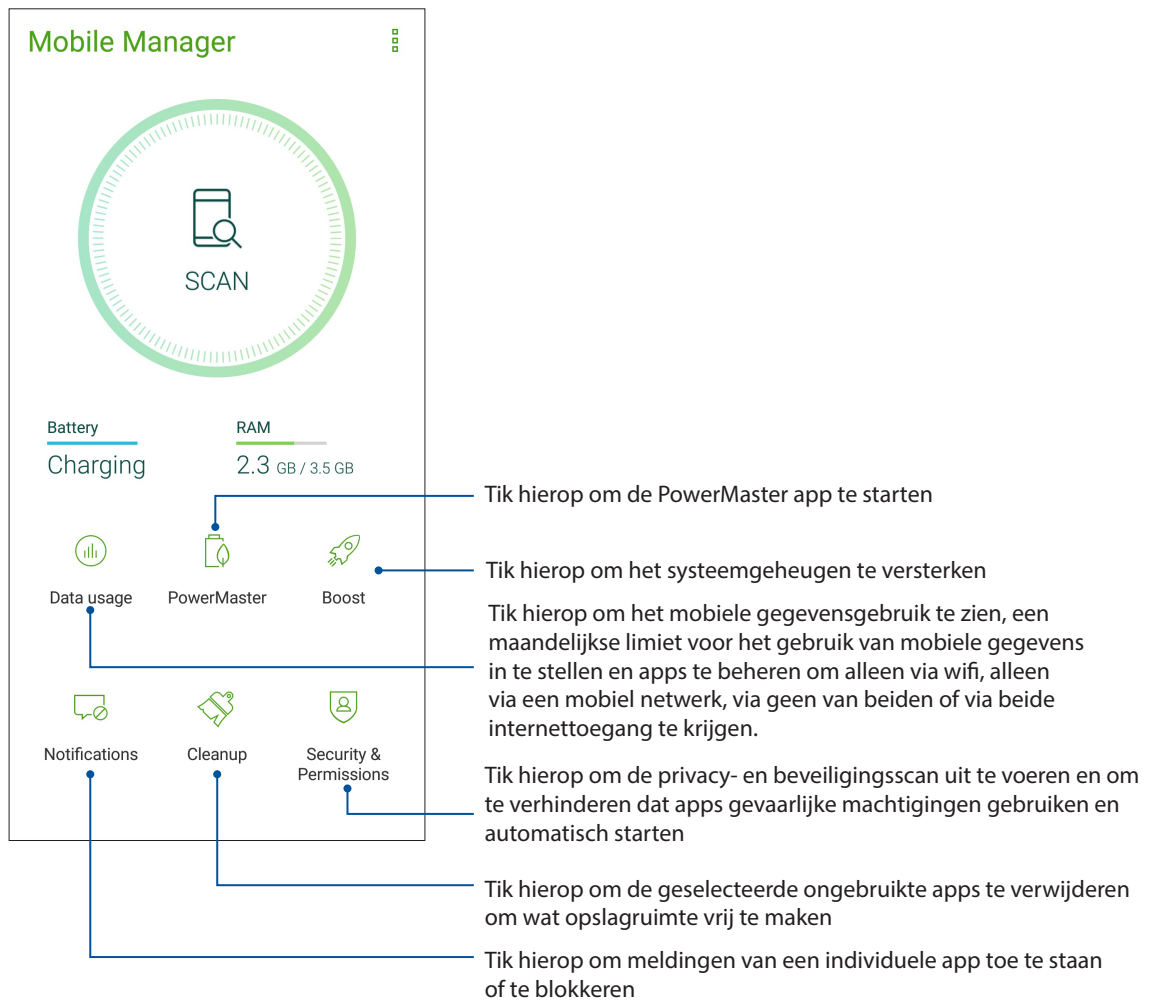 Mobile Manager
SCAN
Battery
Charging
RAM
2.3 GB / 3.5 GB
Data usage
PowerMaster
Boost
Notifications
Cleanup
Security &
Permissions
Tik hierop om de PowerMaster app te starten
Tik hierop om het systeemgeheugen te versterken
Tik hierop om het mobiele gegevensgebruik te zien, een
maandelijkse limiet voor het gebruik van mobiele gegevens
in te stellen en apps te beheren om alleen via wifi, alleen
via een mobiel netwerk, via geen van beiden of via beide
internettoegang te krijgen.
Tik hierop om de privacy- en beveiligingsscan uit te voeren en om
te verhinderen dat apps gevaarlijke machtigingen gebruiken en
automatisch starten
Tik hierop om de geselecteerde ongebruikte apps te verwijderen
om wat opslagruimte vrij te maken
Tik hierop om meldingen van een individuele app toe te staan
of te blokkeren